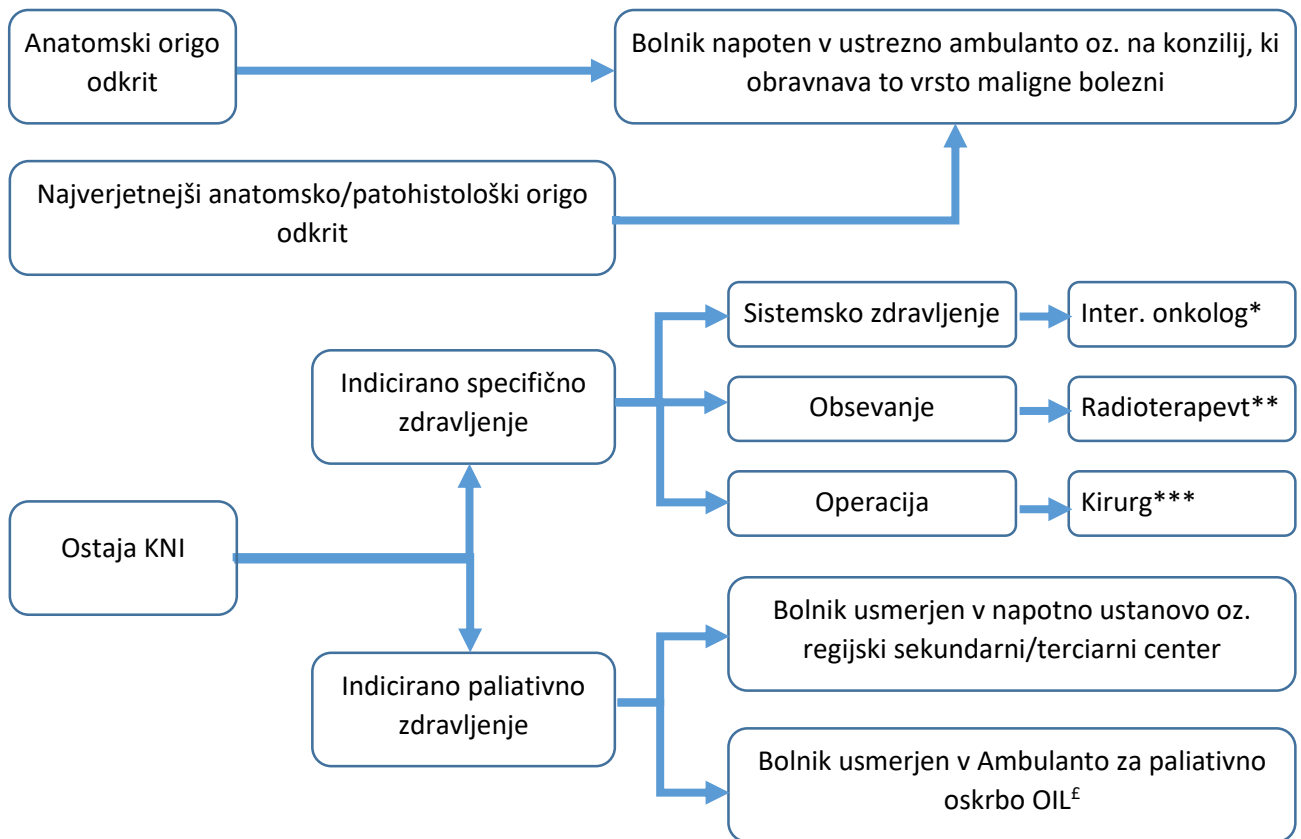 Anatomski origo
odkrit
Bolnik napoten v ustrezno ambulanto oz. na konzilij, ki
obravnava to vrsto maligne bolezni
Najverjetnejši anatomsko/patohistološki origo
odkrit
Sistemsko zdravljenje
Inter. onkolog*
Indicirano specifično
zdravljenje
Obsevanje
Radioterapevt**
Operacija
Kirurg***
Ostaja KNI
Bolnik usmerjen v napotno ustanovo oz.
regijski sekundarni/terciarni center
Indicirano paliativno
zdravljenje
Bolnik usmerjen v Ambulanto za paliativno
oskrbo OIL£